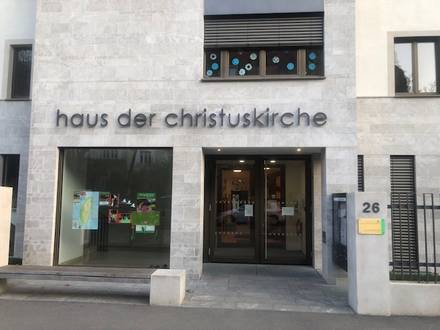 haus der christuskirche
26